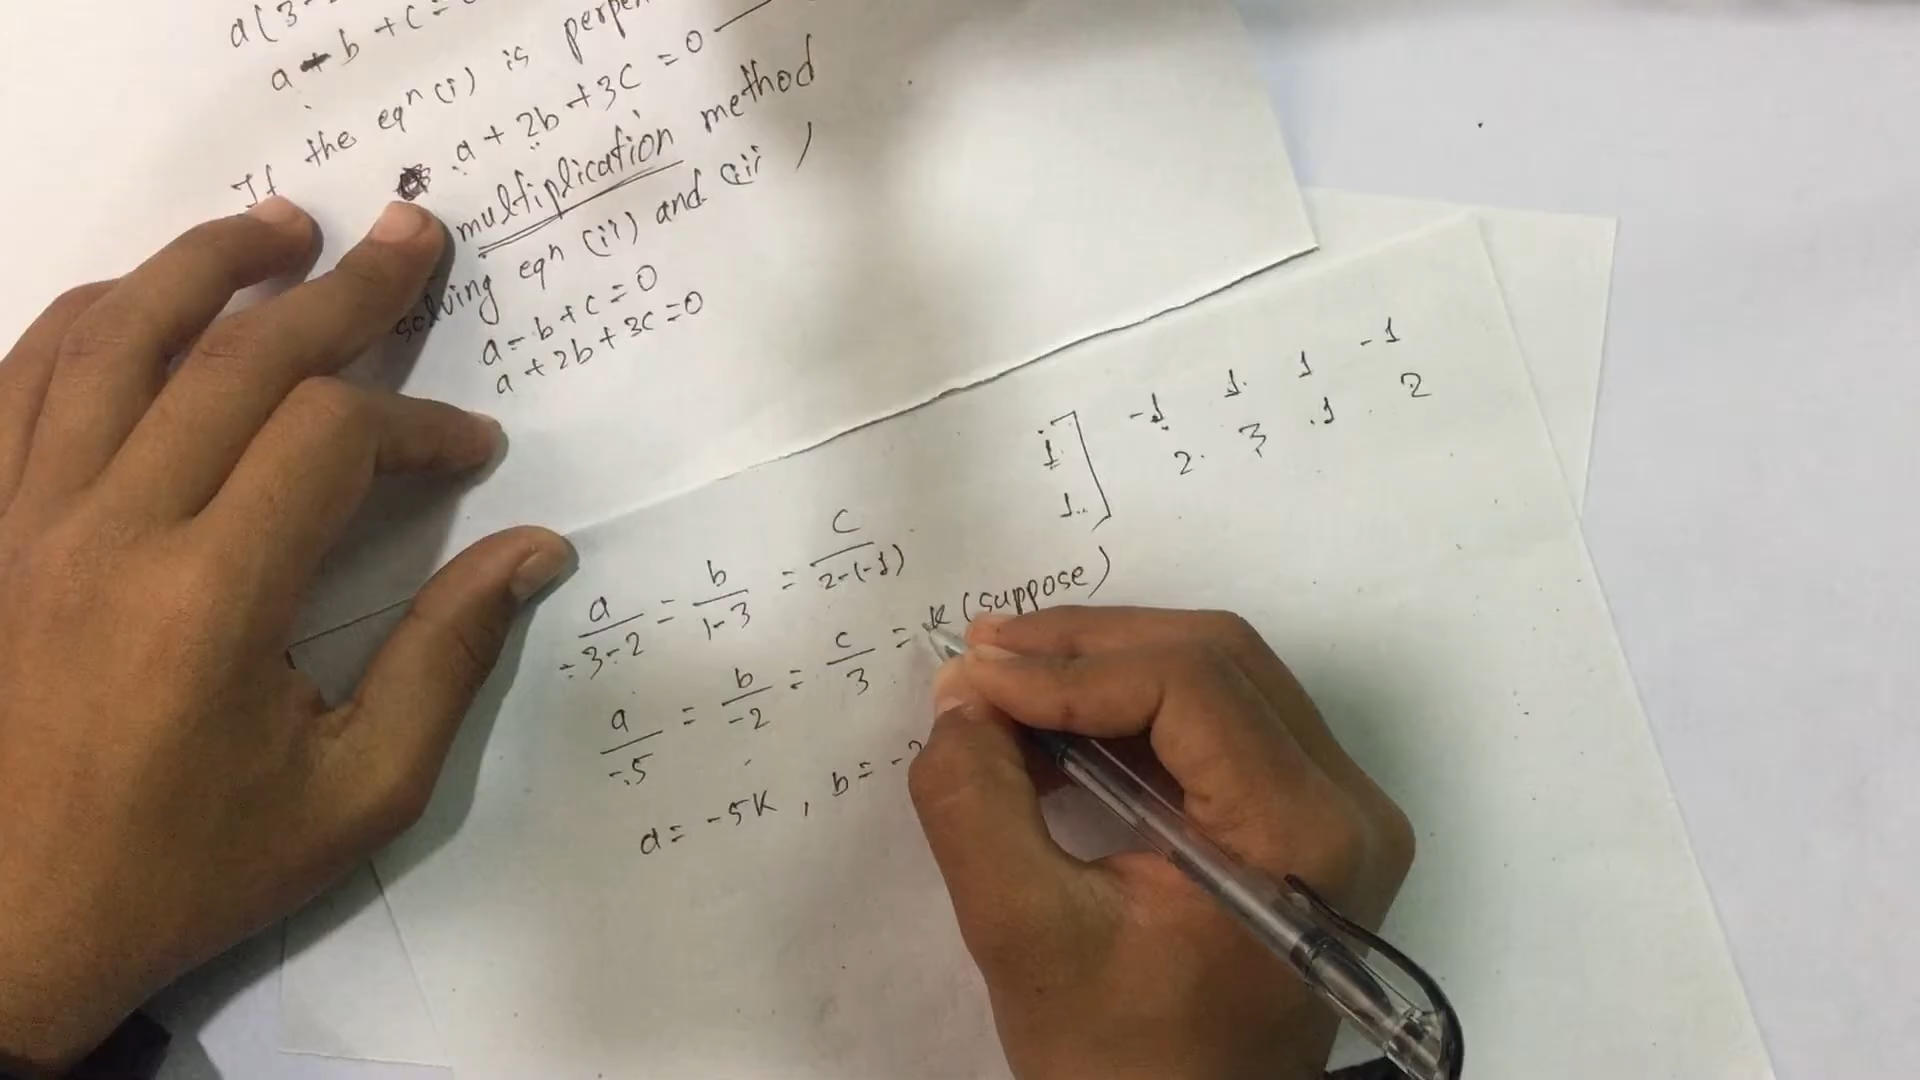 a(3-
a - b + c =
If the eqn (i) is
a + 2b + 3c = 0
multiplication method
solving eqn (ii) and (iii)
a - b + c = 0
a + 2b + 3c = 0
1 -1 1 1 -1
1 2 3 1 2
a/-3-2 = b/1-3 = c/2-(-1)
a/-5 = b/-2 = c/3 = k (suppose)
a = -5k, b = -2